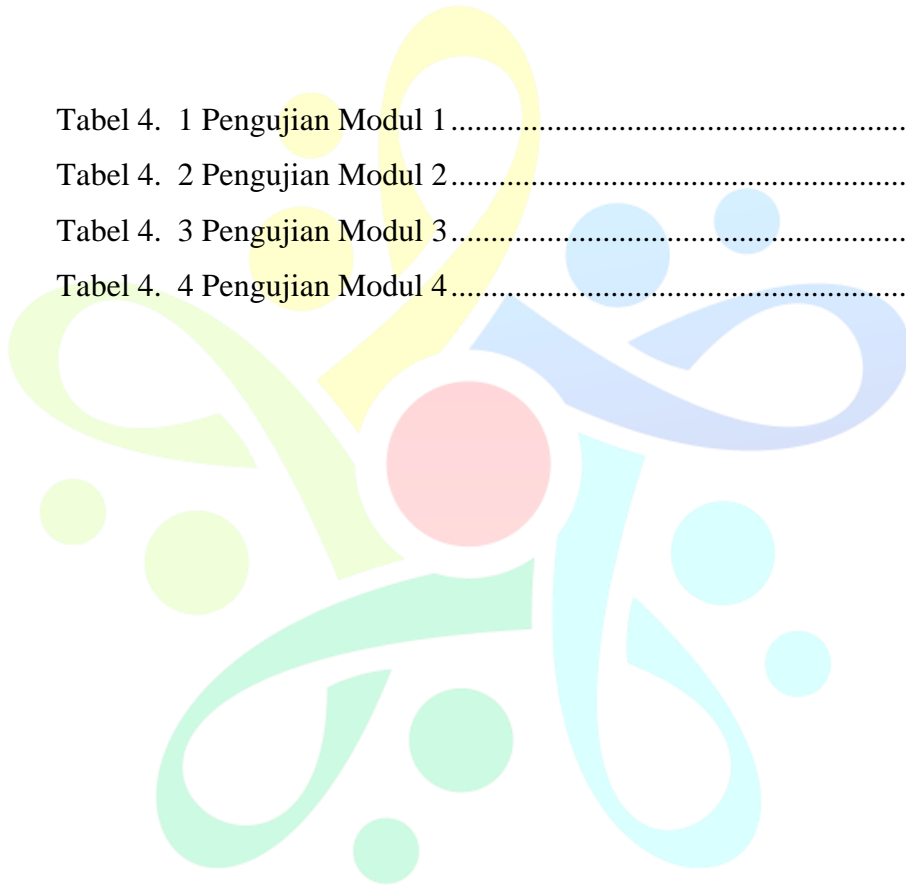 Tabel 4.  1 Pengujian Modul 1.........................................................
Tabel 4.  2 Pengujian Modul 2.........................................................
Tabel 4.  3 Pengujian Modul 3.........................................................
Tabel 4.  4 Pengujian Modul 4.........................................................